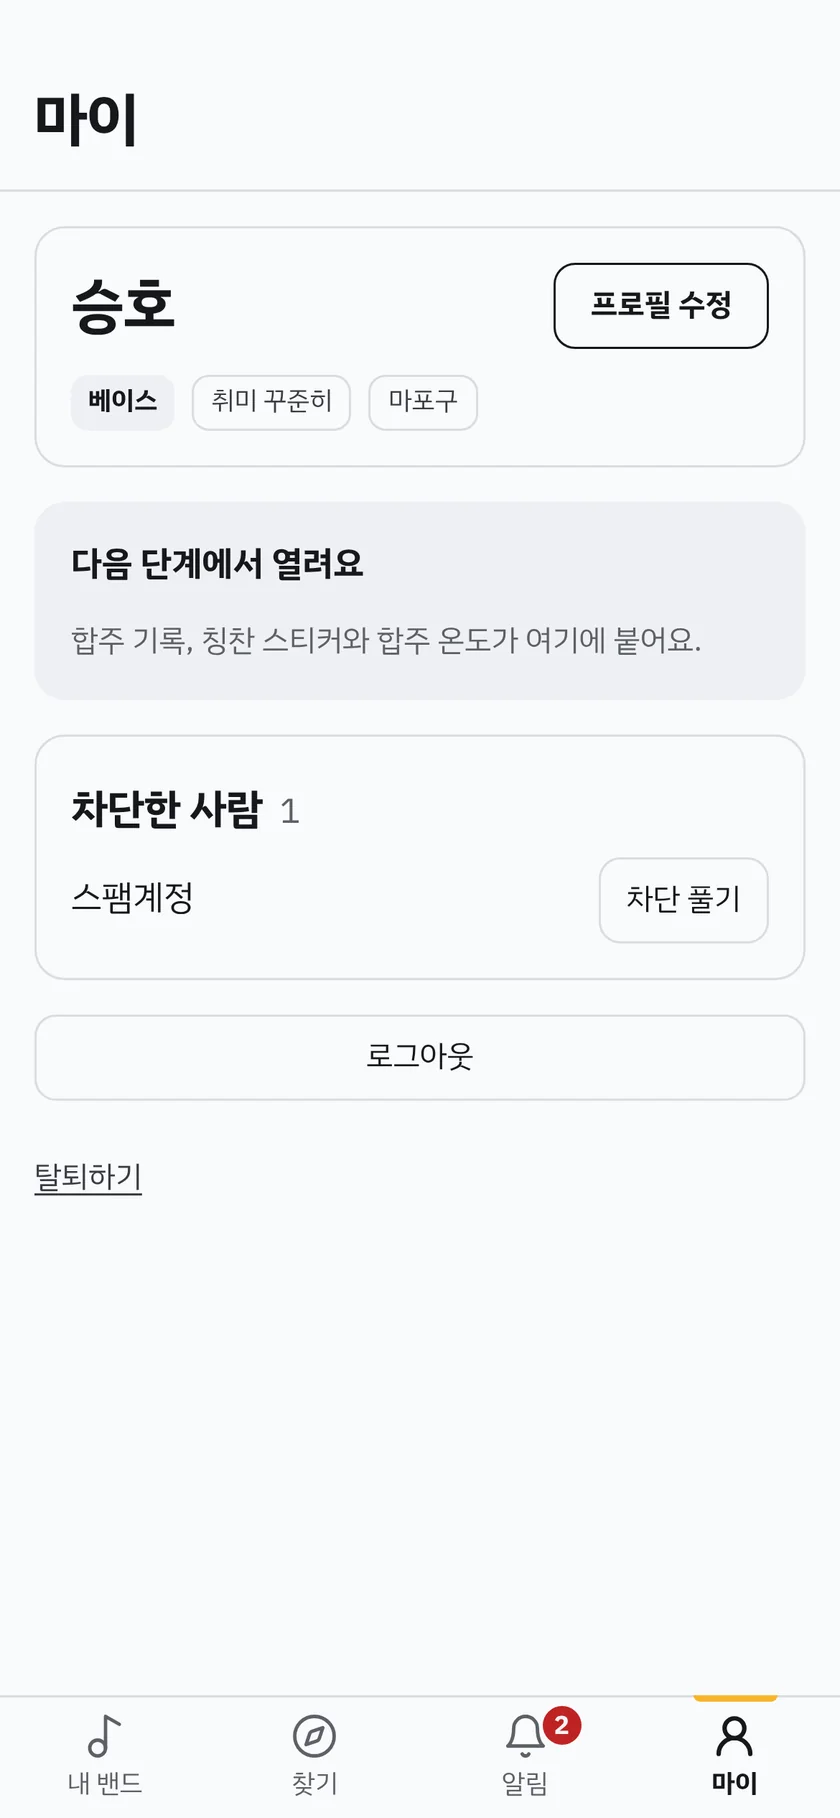 마이
승호
프로필 수정
베이스
취미 꾸준히
마포구
다음 단계에서 열려요
합주 기록, 칭찬 스티커와 합주 온도가 여기에 붙어요.
차단한 사람 1
스팸계정
차단 풀기
로그아웃
탈퇴하기
2
내 밴드
찾기
알림
마이